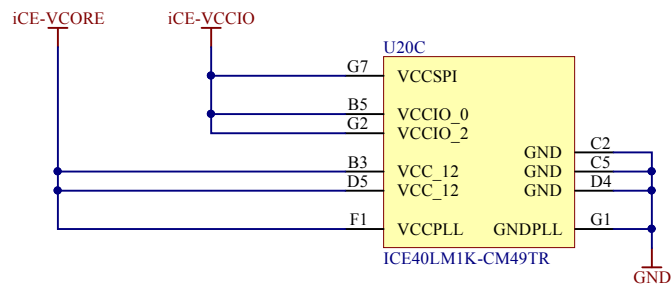 iCE-VCORE iCE-VCCIO
U20C
G7 VCCSPI
B5 VCCIO_0
G2 VCCIO_2
GND C2
B3 VCC_12 GND C5
D5 VCC_12 GND D4
F1 VCCPLL GNDPLL G1
ICE40LM1K-CM49TR
GND